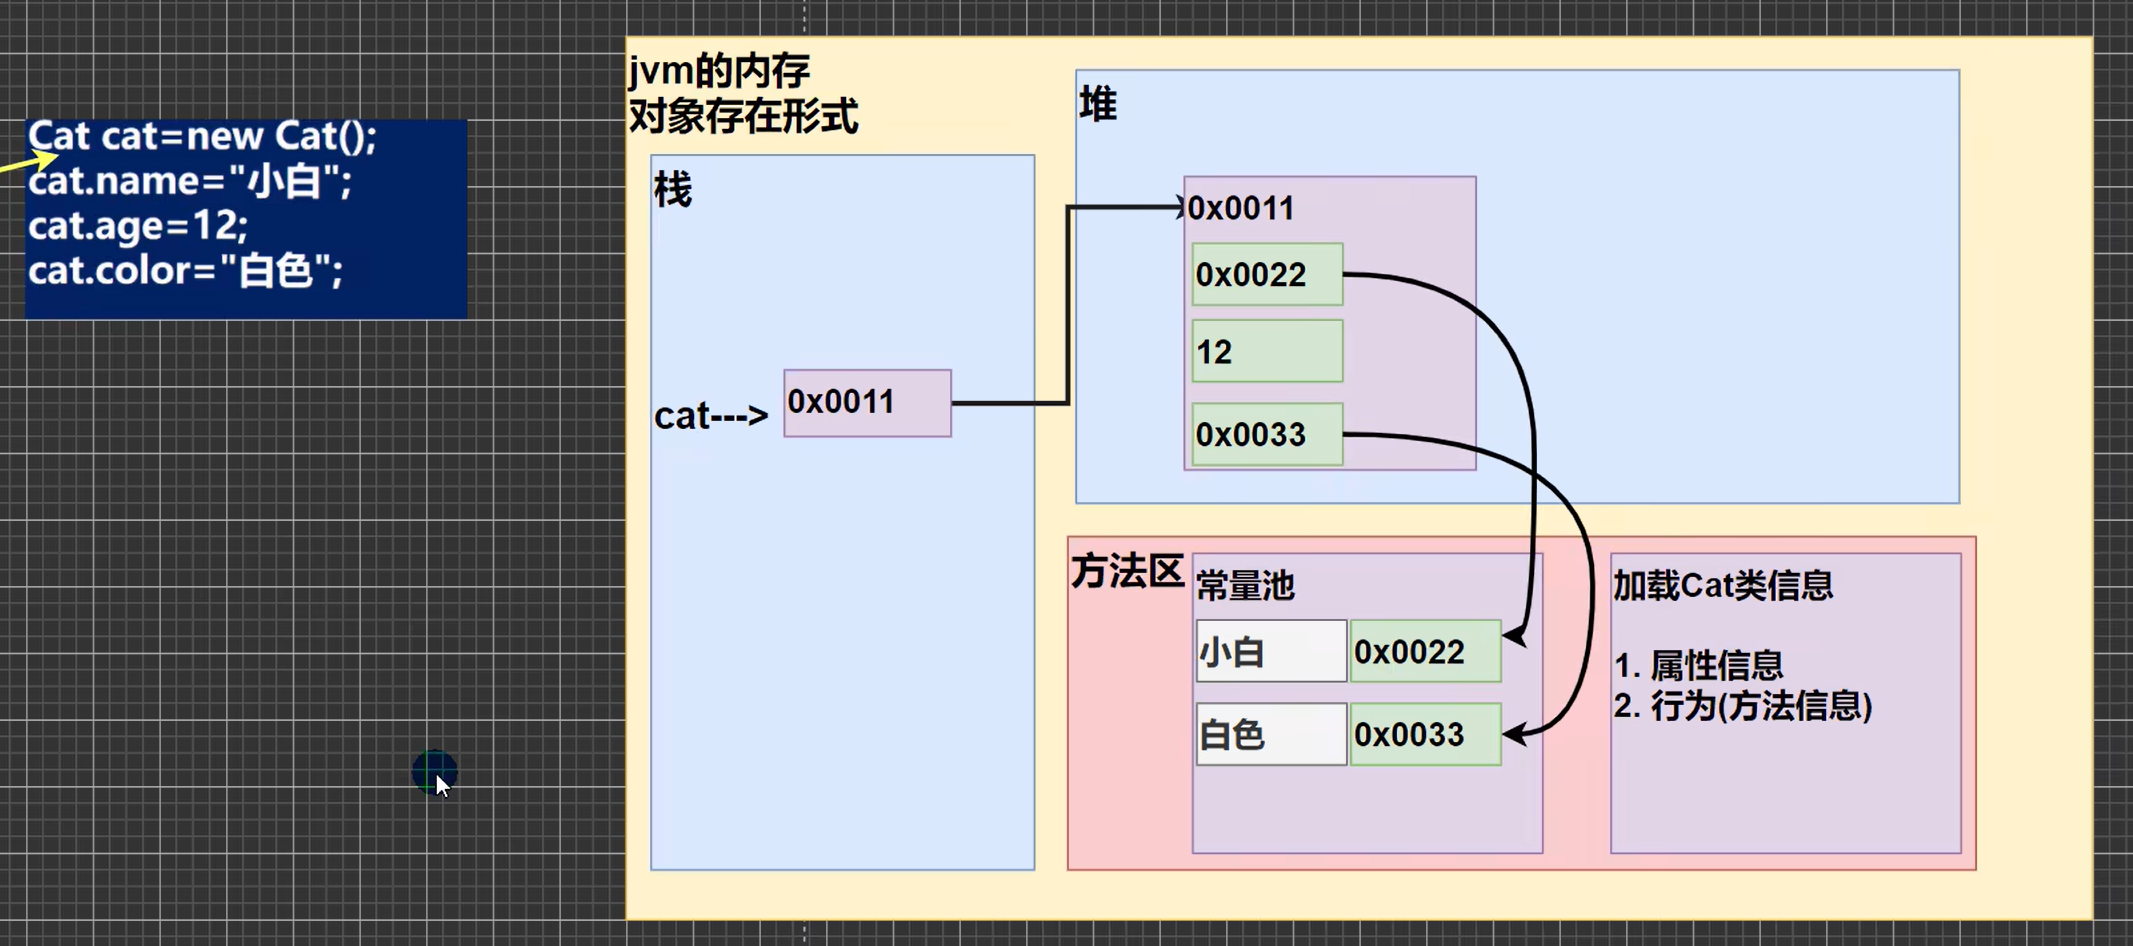 Cat cat=new Cat();
cat.name="小白";
cat.age=12;
cat.color="白色";
jvm的内存
对象存在形式
栈
cat--->
0x0011
堆
0x0011
0x0022
12
0x0033
方法区
常量池
小白
0x0022
白色
0x0033
加载Cat类信息
1. 属性信息
2. 行为(方法信息)